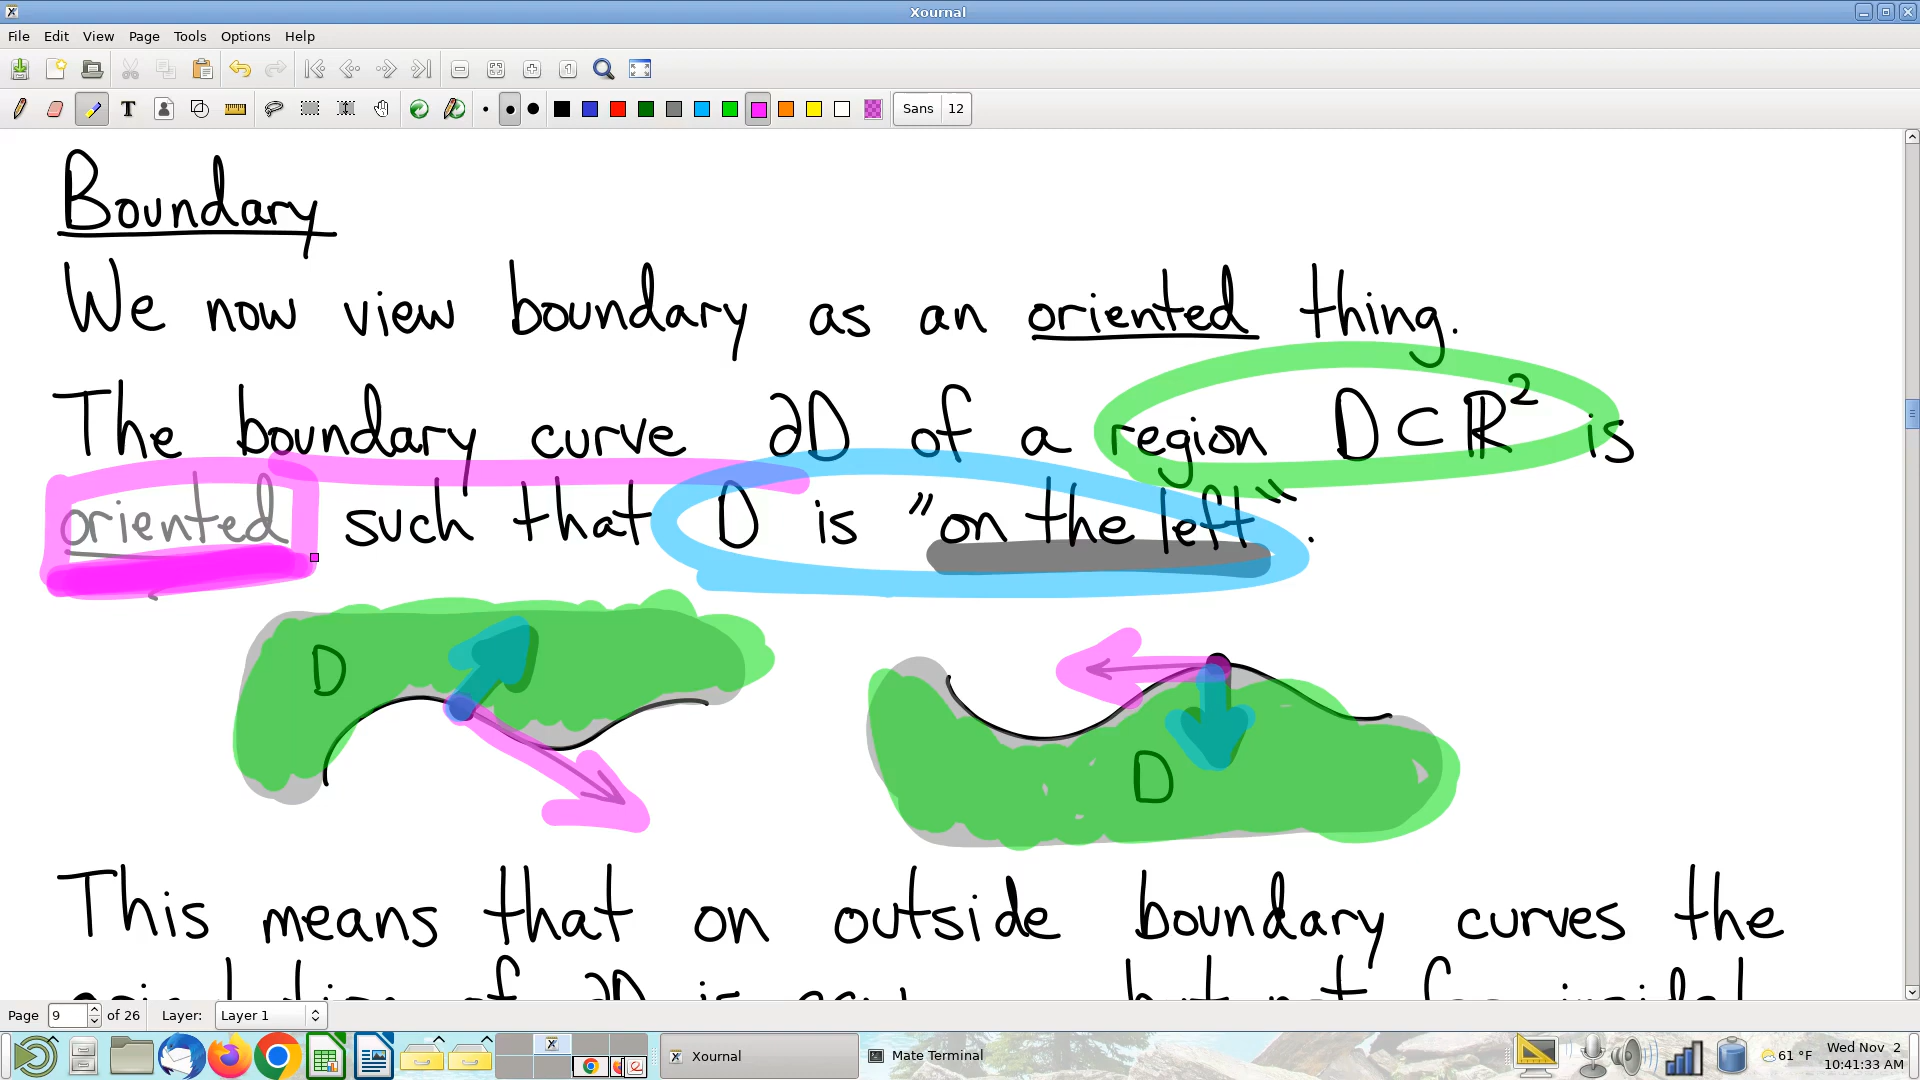 Xournal
File Edit View Page Tools Options Help
Sans 12
Boundary
We now view boundary as an oriented thing.
The boundary curve ∂D of a region D ⊂ ℝ² is
oriented such that D is "on the left".
D
D
This means that on outside boundary curves the
Page 9 of 26 Layer: Layer 1
Xournal Mate Terminal 61 °F Wed Nov 2
10:41:33 AM